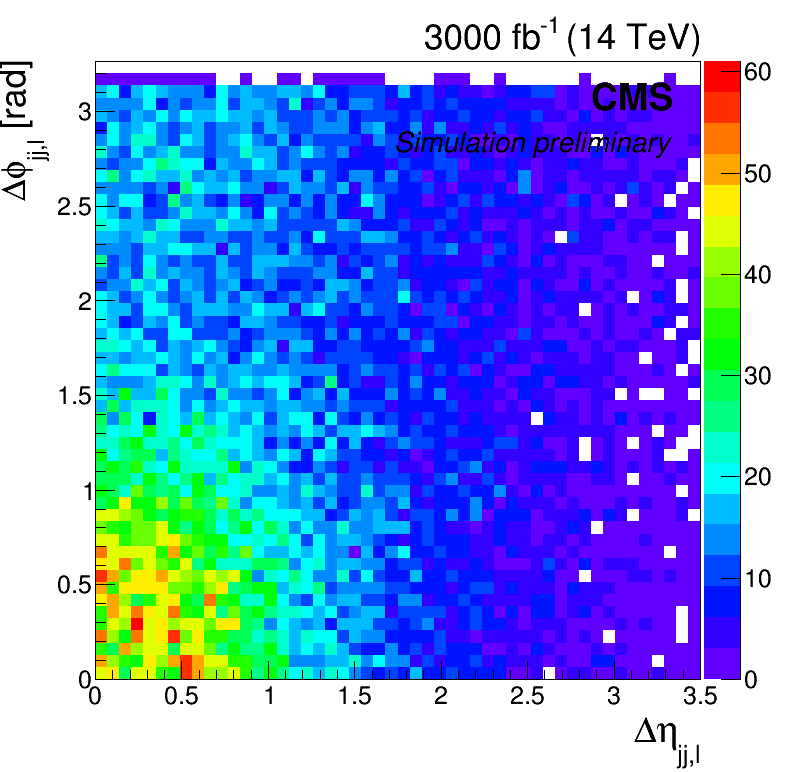 3000 fb-1 (14 TeV)
CMS
Simulation preliminary
Δϕjj,l [rad]
3
2.5
2
1.5
1
0.5
0
0 0.5 1 1.5 2 2.5 3 3.5
Δηjj,l
60
50
40
30
20
10
0